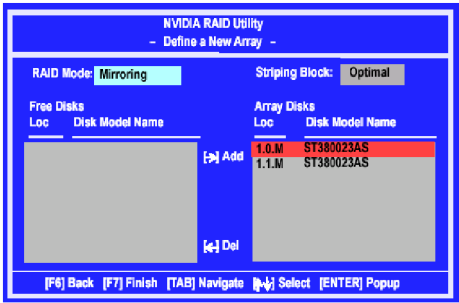 NVIDIA RAID Utility
- Define a New Array -
RAID Mode: Mirroring Striping Block: Optimal
Free Disks Array Disks
Loc Disk Model Name Loc Disk Model Name
[→] Add
1.0.M ST380023AS
1.1.M ST380023AS
[←] Del
[F6] Back [F7] Finish [TAB] Navigate [↑↓] Select [ENTER] Popup